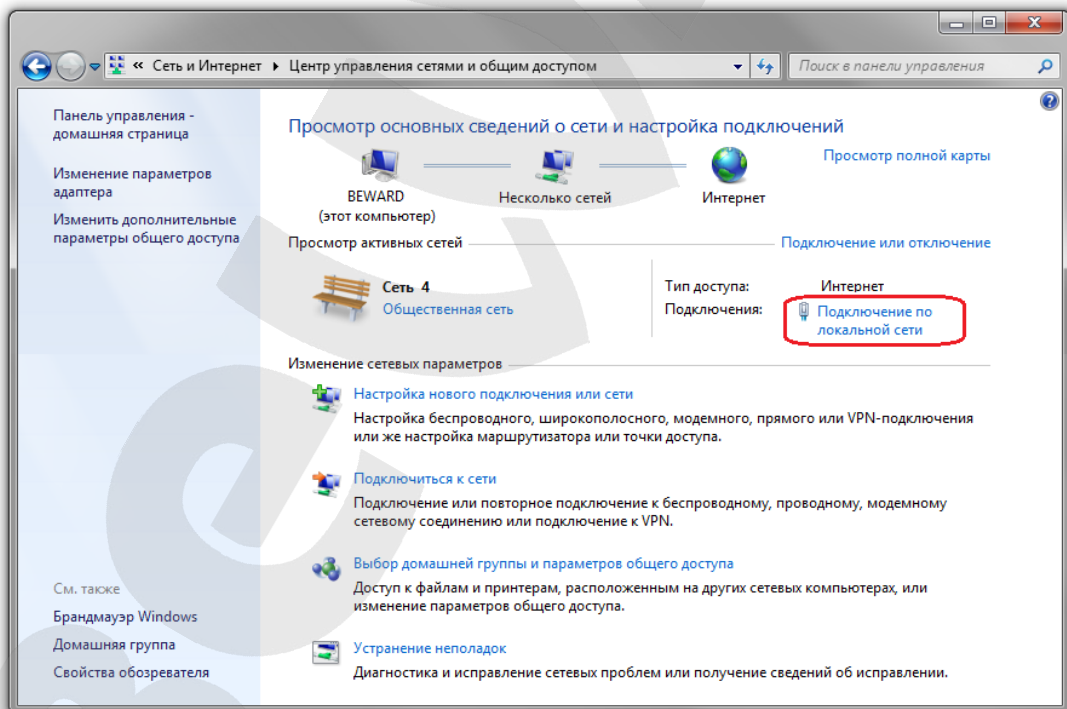 « Сеть и Интернет ▸ Центр управления сетями и общим доступом
Поиск в панели управления
Панель управления -
домашняя страница
Изменение параметров
адаптера
Изменить дополнительные
параметры общего доступа
См. также
Брандмауэр Windows
Домашняя группа
Свойства обозревателя
Просмотр основных сведений о сети и настройка подключений
Просмотр полной карты
BEWARD
(этот компьютер)
Несколько сетей
Интернет
Просмотр активных сетей
Подключение или отключение
Сеть 4
Общественная сеть
Тип доступа: Интернет
Подключения: Подключение по
локальной сети
Изменение сетевых параметров
Настройка нового подключения или сети
Настройка беспроводного, широкополосного, модемного, прямого или VPN-подключения
или же настройка маршрутизатора или точки доступа.
Подключиться к сети
Подключение или повторное подключение к беспроводному, проводному, модемному
сетевому соединению или подключение к VPN.
Выбор домашней группы и параметров общего доступа
Доступ к файлам и принтерам, расположенным на других сетевых компьютерах, или
изменение параметров общего доступа.
Устранение неполадок
Диагностика и исправление сетевых проблем или получение сведений об исправлении.